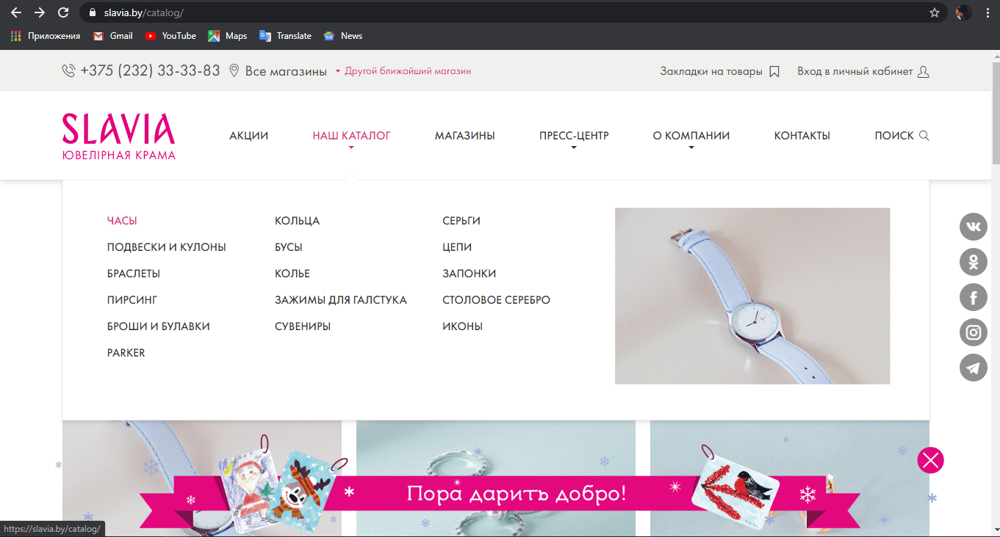 slavia.by/catalog/
Приложения Gmail YouTube Maps Translate News
+375 (232) 33-33-83 Все магазины Другой ближайший магазин Закладки на товары Вход в личный кабинет
SLAVIA
ЮВЕЛІРНАЯ КРАМА
АКЦИИ НАШ КАТАЛОГ МАГАЗИНЫ ПРЕСС-ЦЕНТР О КОМПАНИИ КОНТАКТЫ ПОИСК
ЧАСЫ КОЛЬЦА СЕРЬГИ
ПОДВЕСКИ И КУЛОНЫ БУСЫ ЦЕПИ
БРАСЛЕТЫ КОЛЬЕ ЗАПОНКИ
ПИРСИНГ ЗАЖИМЫ ДЛЯ ГАЛСТУКА СТОЛОВОЕ СЕРЕБРО
БРОШИ И БУЛАВКИ СУВЕНИРЫ ИКОНЫ
PARKER
Пора дарить добро!
https://slavia.by/catalog/